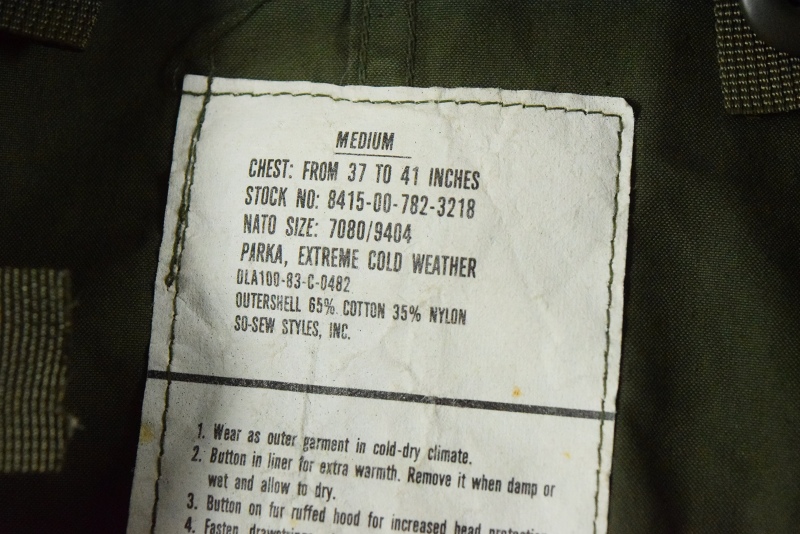 MEDIUM
CHEST: FROM 37 TO 41 INCHES
STOCK NO: 8415-00-782-3218
NATO SIZE: 7080/9404
PARKA, EXTREME COLD WEATHER
DLA100-83-C-0482
OUTERSHELL 65% COTTON 35% NYLON
SO-SEW STYLES, INC.
1. Wear as outer garment in cold-dry climate.
2. Button in liner for extra warmth. Remove it when damp or
wet and allow to dry.
3. Button on fur ruffed hood for increased head
4. Fasten